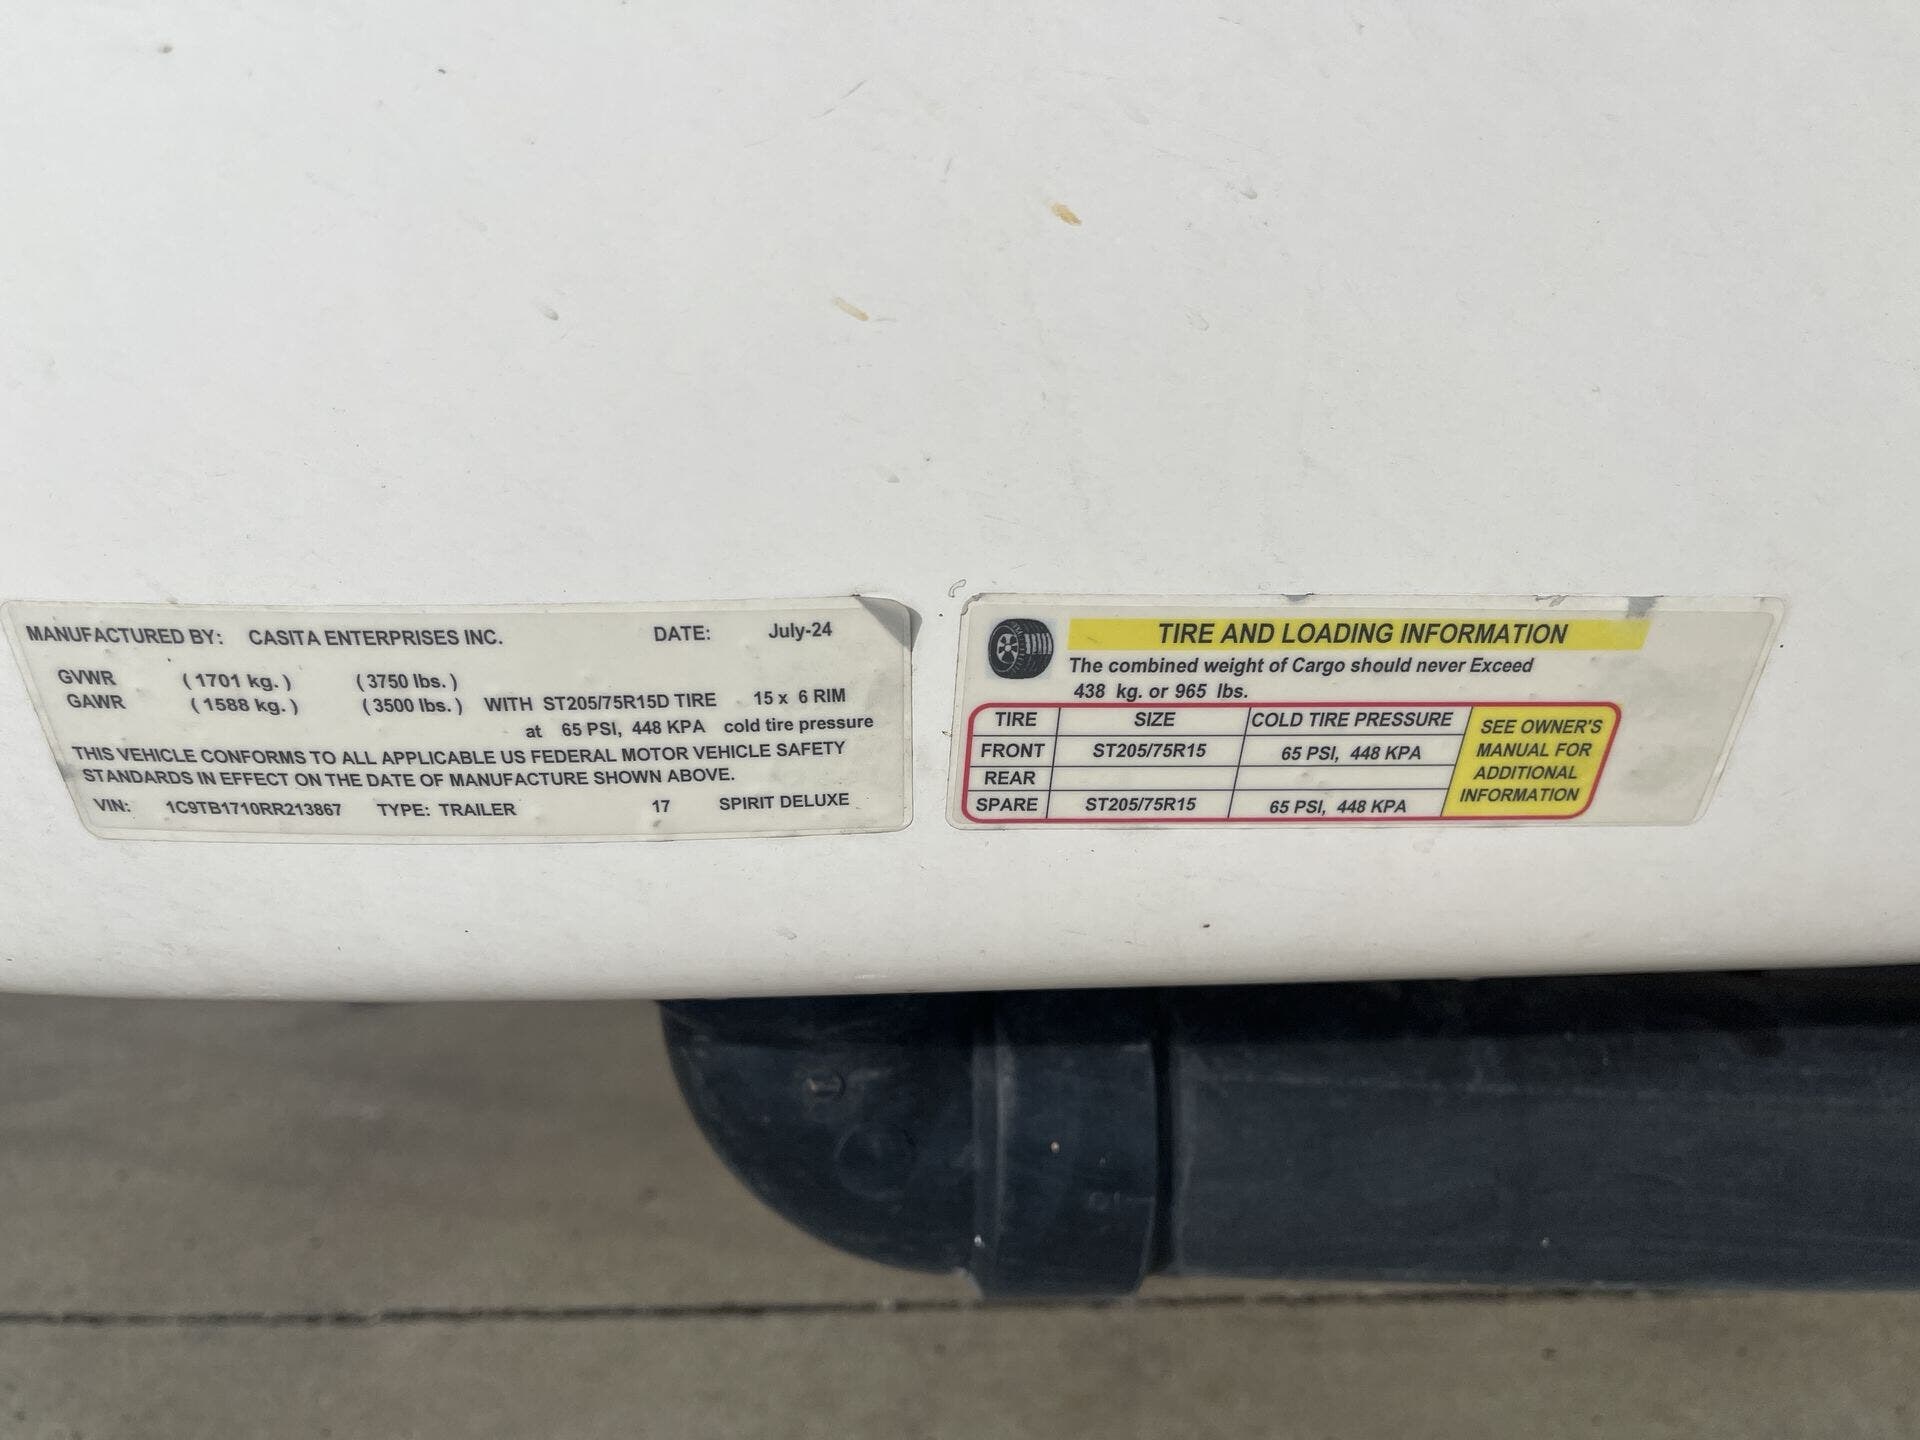 MANUFACTURED BY: CASITA ENTERPRISES INC. DATE: July-24
GVWR (1701 kg.) (3750 lbs.)
GAWR (1588 kg.) (3500 lbs.) WITH ST205/75R15D TIRE 15 x 6 RIM
at 65 PSI, 448 KPA cold tire pressure
THIS VEHICLE CONFORMS TO ALL APPLICABLE US FEDERAL MOTOR VEHICLE SAFETY
STANDARDS IN EFFECT ON THE DATE OF MANUFACTURE SHOWN ABOVE.
VIN: 1C9TB1710RR213867 TYPE: TRAILER 17 SPIRIT DELUXE
TIRE AND LOADING INFORMATION
The combined weight of Cargo should never Exceed
438 kg. or 965 lbs.
TIRE SIZE COLD TIRE PRESSURE
FRONT ST205/75R15 65 PSI, 448 KPA
REAR
SPARE ST205/75R15 65 PSI, 448 KPA
SEE OWNER'S
MANUAL FOR
ADDITIONAL
INFORMATION